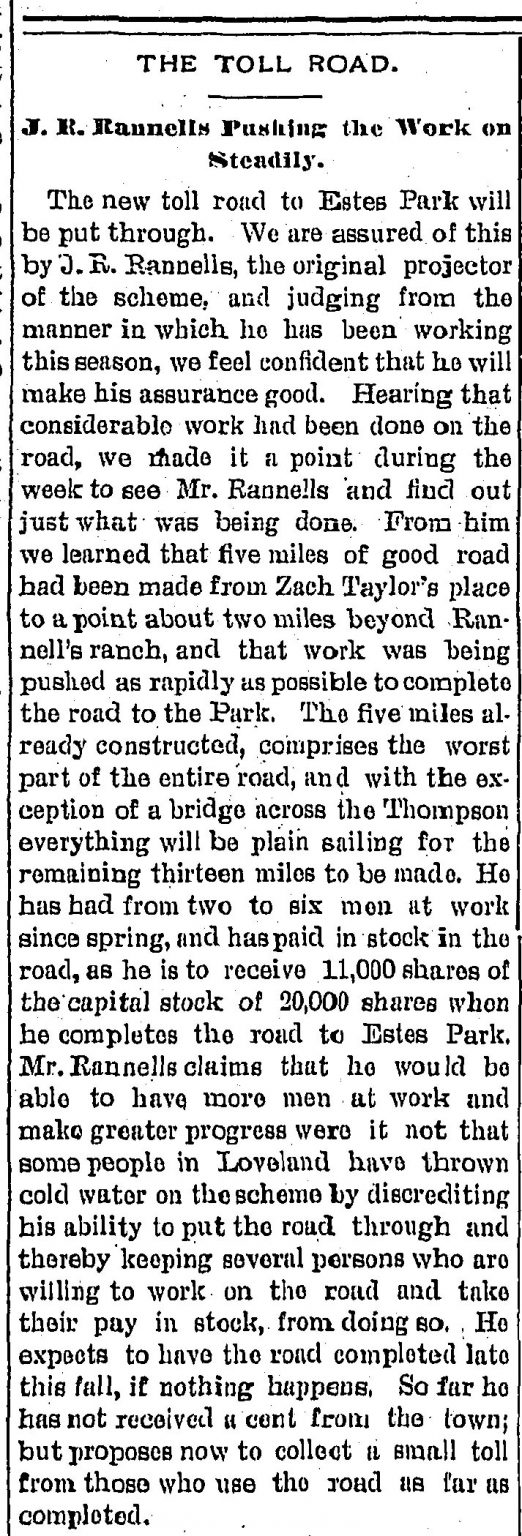 THE TOLL ROAD.
J. R. Rannells Pushing the Work on
Steadily.
The new toll road to Estes Park will
be put through. We are assured of this
by J. R. Rannells, the original projector
of the scheme, and judging from the
manner in which he has been working
this season, we feel confident that he will
make his assurance good. Hearing that
considerable work had been done on the
road, we made it a point during the
week to see Mr. Rannells and find out
just what was being done. From him
we learned that five miles of good road
had been made from Zach Taylor's place
to a point about two miles beyond Ran-
nell's ranch, and that work was being
pushed as rapidly as possible to complete
the road to the Park. The five miles al-
ready constructed, comprises the worst
part of the entire road, and with the ex-
ception of a bridge across the Thompson
everything will be plain sailing for the
remaining thirteen miles to be made. He
has had from two to six men at work
since spring, and has paid in stock in the
road, as he is to receive 11,000 shares of
the capital stock of 20,000 shares when
he completes the road to Estes Park.
Mr. Rannells claims that he would be
able to have more men at work and
make greater progress were it not that
some people in Loveland have thrown
cold water on the scheme by discrediting
his ability to put the road through and
thereby keeping several persons who are
willing to work on the road and take
their pay in stock, from doing so. He
expects to have the road completed late
this fall, if nothing happens. So far he
has not received a cent from the town;
but proposes now to collect a small toll
from those who use the road as far as
completed.